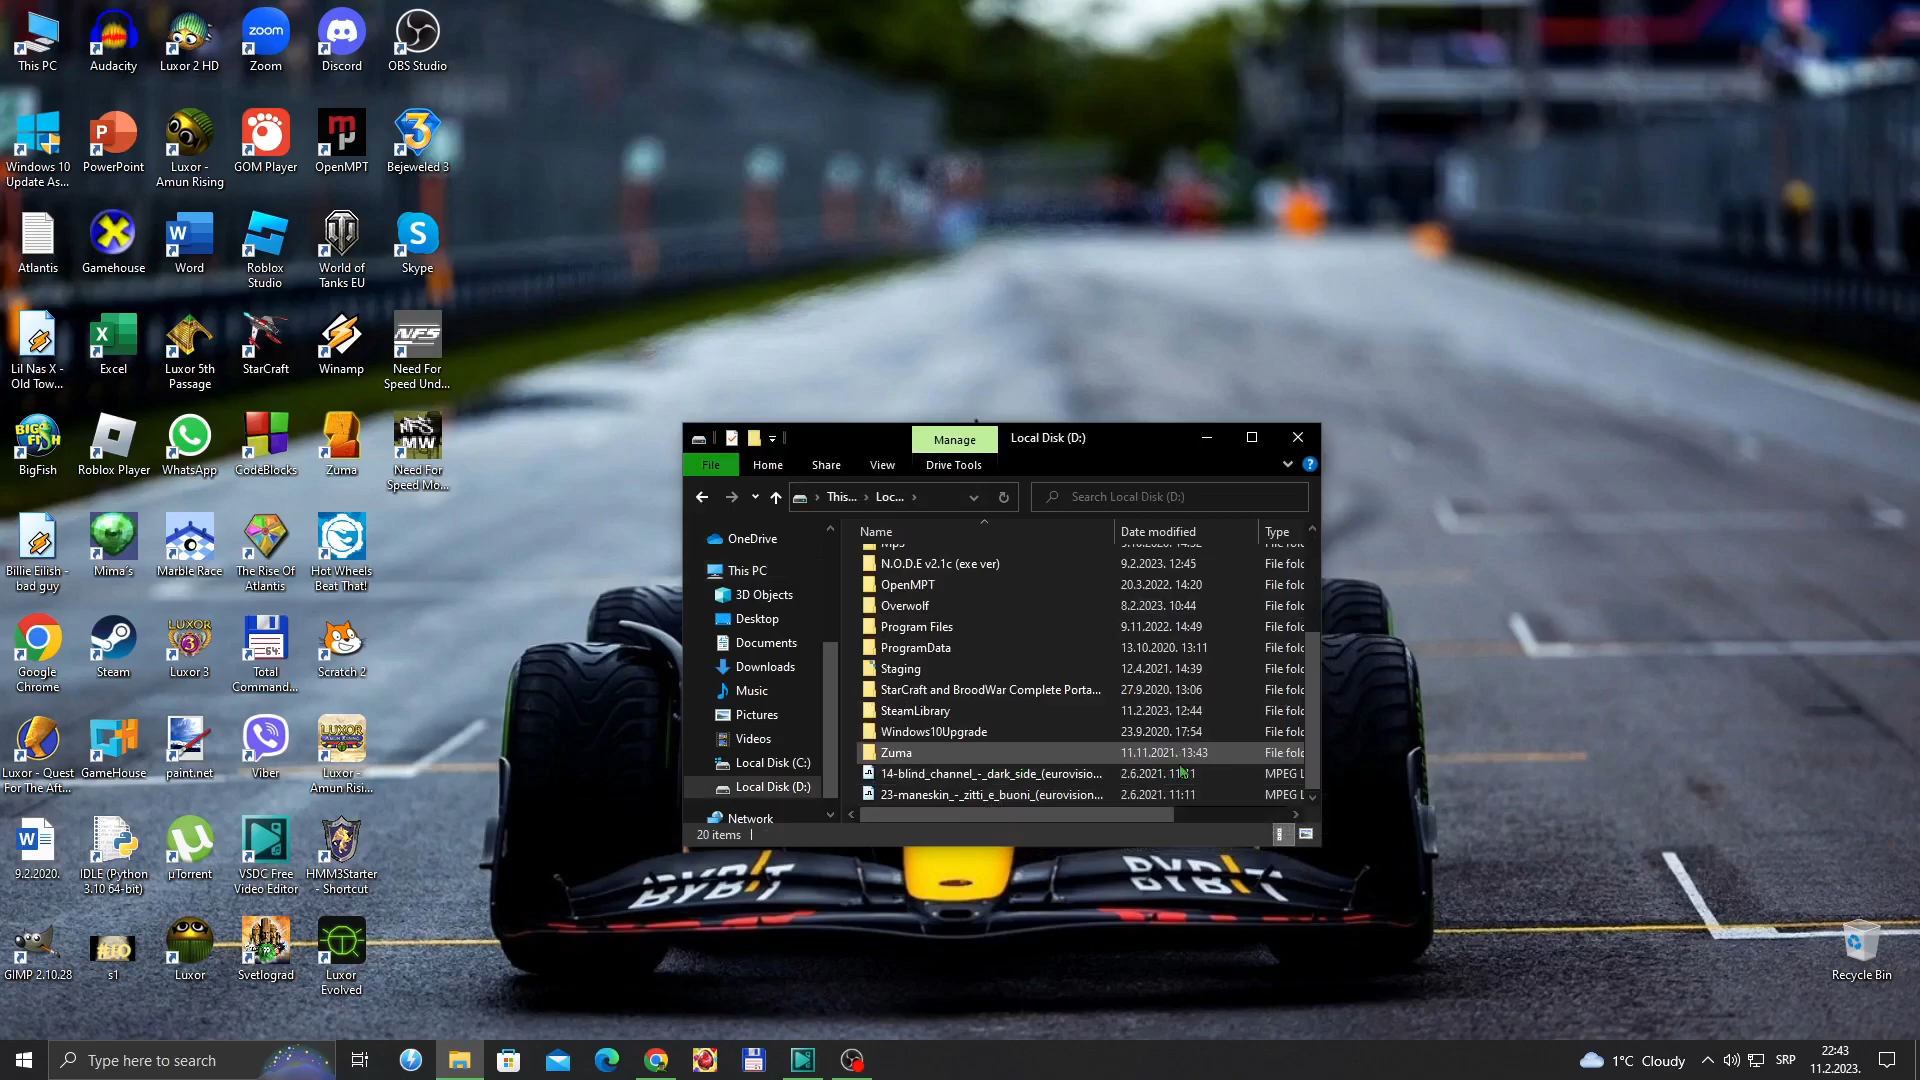 This PC
Audacity
Luxor 2 HD
Zoom
zoom
Discord
OBS Studio
Windows 10
Update As...
PowerPoint
Luxor -
Amun Rising
GOM Player
OpenMPT
Bejeweled 3
Atlantis
Gamehouse
Word
Roblox
Studio
World of
Tanks EU
Skype
Lil Nas X -
Old Tow...
Excel
Luxor 5th
Passage
StarCraft
Winamp
NFS
Need For
Speed Und...
BIG FISH
BigFish
Roblox Player
WhatsApp
CodeBlocks
Zuma
NFS
MW
Need For
Speed Mo...
Billie Eilish -
bad guy
Mima´s
Marble Race
The Rise Of
Atlantis
Hot Wheels
Beat That!
Google
Chrome
Steam
LUXOR
3
Luxor 3
64
Total
Command...
Scratch 2
Luxor - Quest
For The Aft...
GameHouse
paint.net
Viber
LUXOR
Luxor -
Amun Risi...
9.2.2020.
IDLE (Python
3.10 64-bit)
µTorrent
VSDC Free
Video Editor
HMM3Starter
- Shortcut
GIMP 2.10.28
#10
s1
Luxor
Svetlograd
Luxor
Evolved
Manage
Local Disk (D:)
File
Home
Share
View
Drive Tools
This...
Loc...
Search Local Disk (D:)
OneDrive
This PC
3D Objects
Desktop
Documents
Downloads
Music
Pictures
Videos
Local Disk (C:)
Local Disk (D:)
Network
Name
Date modified
Type
N.O.D.E v2.1c (exe ver) 9.2.2023. 12:45 File folc
OpenMPT 20.3.2022. 14:20 File folc
Overwolf 8.2.2023. 10:44 File folc
Program Files 9.11.2022. 14:49 File folc
ProgramData 13.10.2020. 13:11 File folc
Staging 12.4.2021. 14:39 File folc
StarCraft and BroodWar Complete Porta... 27.9.2020. 13:06 File folc
SteamLibrary 11.2.2023. 12:44 File folc
Windows10Upgrade 23.9.2020. 17:54 File folc
Zuma 11.11.2021. 13:43 File folc
14-blind_channel_-_dark_side_(eurovisio... 2.6.2021. 11:11 MPEG L
23-maneskin_-_zitti_e_buoni_(eurovision... 2.6.2021. 11:11 MPEG L
20 items
BYBIT
BYBIT
Recycle Bin
Type here to search
1°C Cloudy
SRP
22:43
11.2.2023.